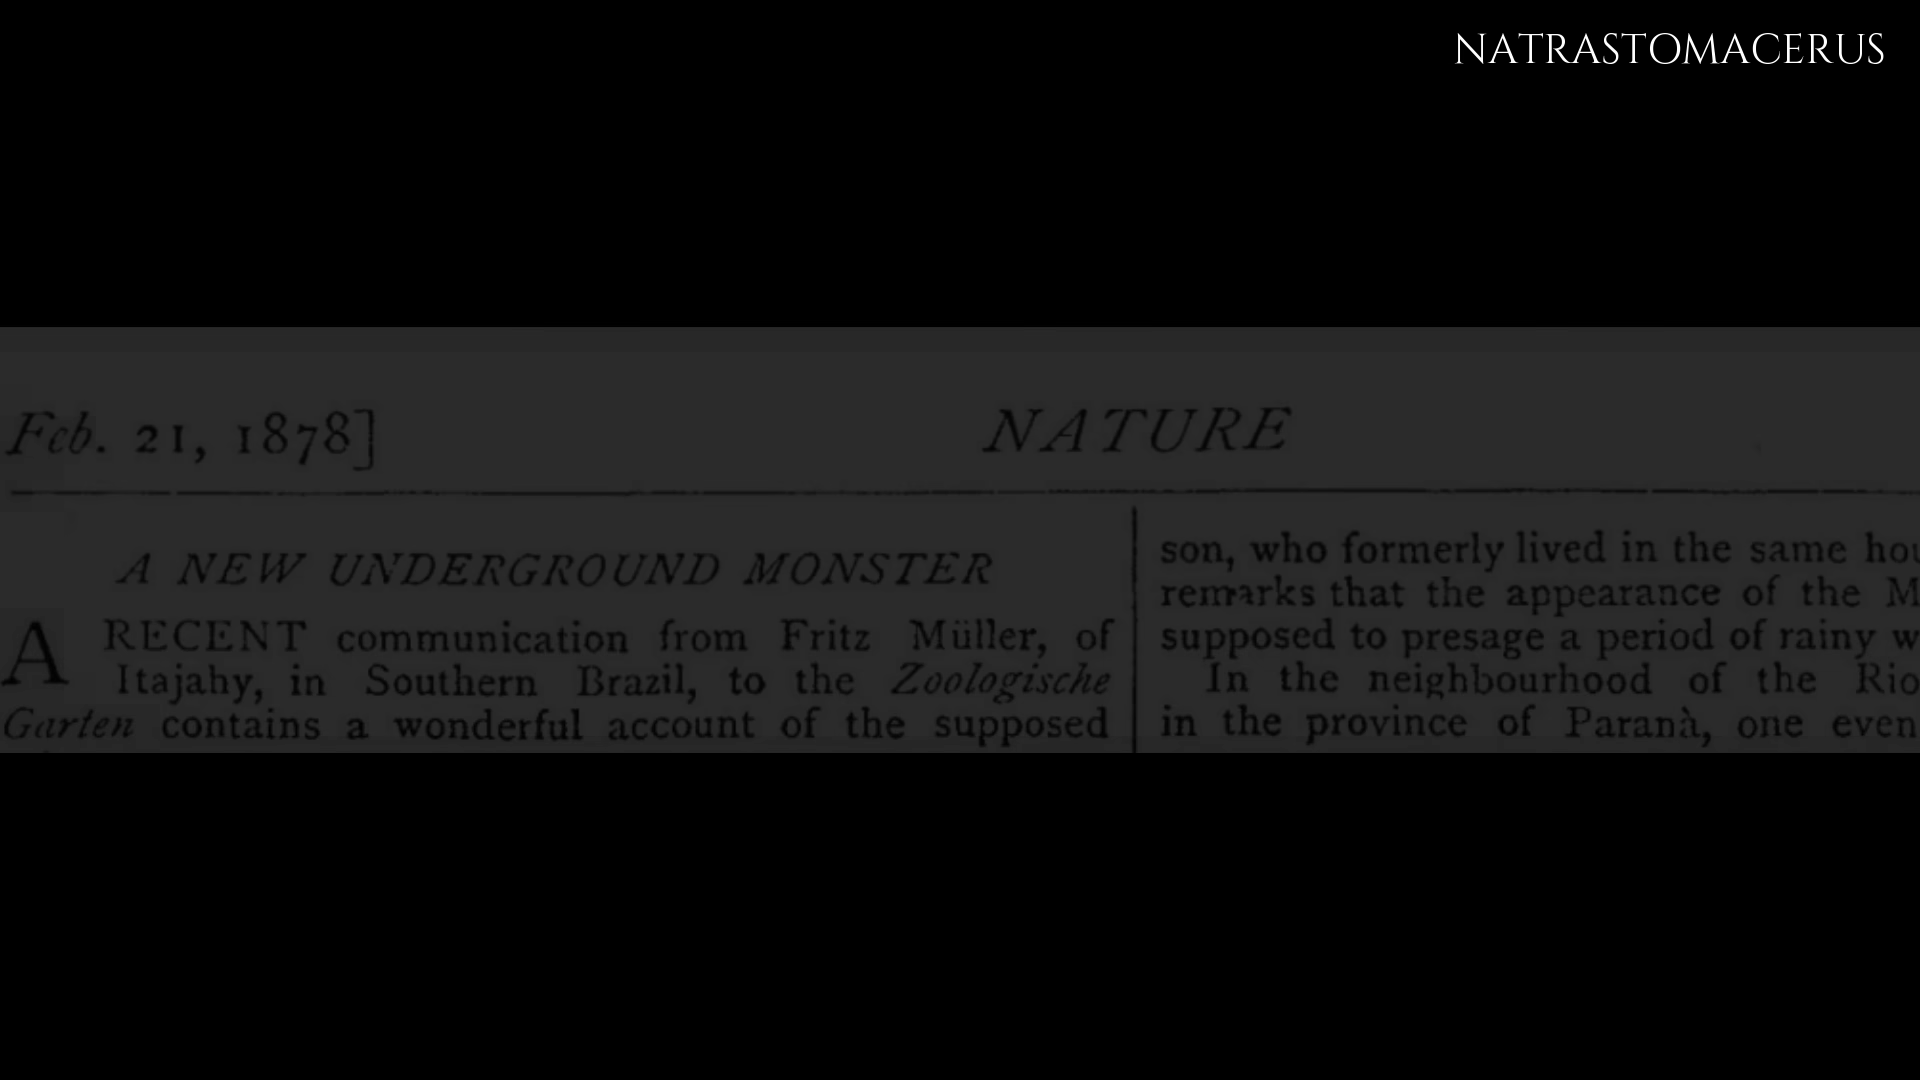 NATRASTOMACERUS
Feb. 21, 1878]
NATURE
A NEW UNDERGROUND MONSTER
A RECENT communication from Fritz Müller, of
Itajahy, in Southern Brazil, to the Zoologische
Garten contains a wonderful account of the supposed
son, who formerly lived in the same
remarks that the appearance of the
supposed to presage a period of rainy
In the neighbourhood of the Rio
in the province of Paranà, one